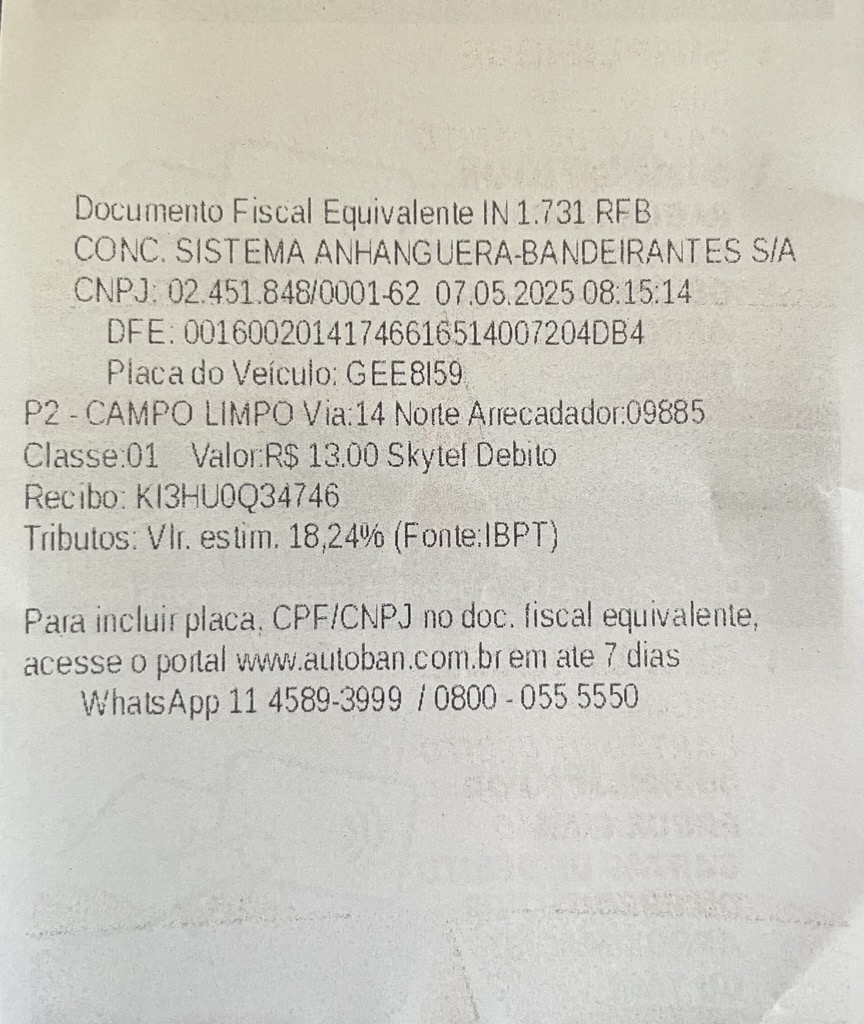 Documento Fiscal Equivalente IN 1.731 RFB
CONC. SISTEMA ANHANGUERA-BANDEIRANTES S/A
CNPJ: 02.451.848/0001-62 07.05.2025 08:15:14
DFE: 00160020141746616514007204DB4
Placa do Veículo: GEE8I59
P2 - CAMPO LIMPO Via:14 Norte Arrecadador:09885
Classe:01 Valor:R$ 13.00 Skytef Debito
Recibo: KI3HU0Q34746
Tributos: Vlr. estim. 18,24% (Fonte:IBPT)
Para incluir placa, CPF/CNPJ no doc. fiscal equivalente,
acesse o portal www.autoban.com.br em ate 7 dias
WhatsApp 11 4589-3999 / 0800 - 055 5550